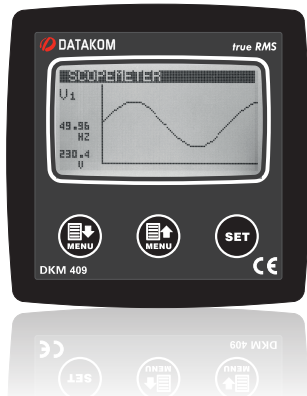 DATAKOM
true RMS
SCOPEMETER
V1
49.96
HZ
230.4
V
MENU
MENU
SET
DKM 409
CE